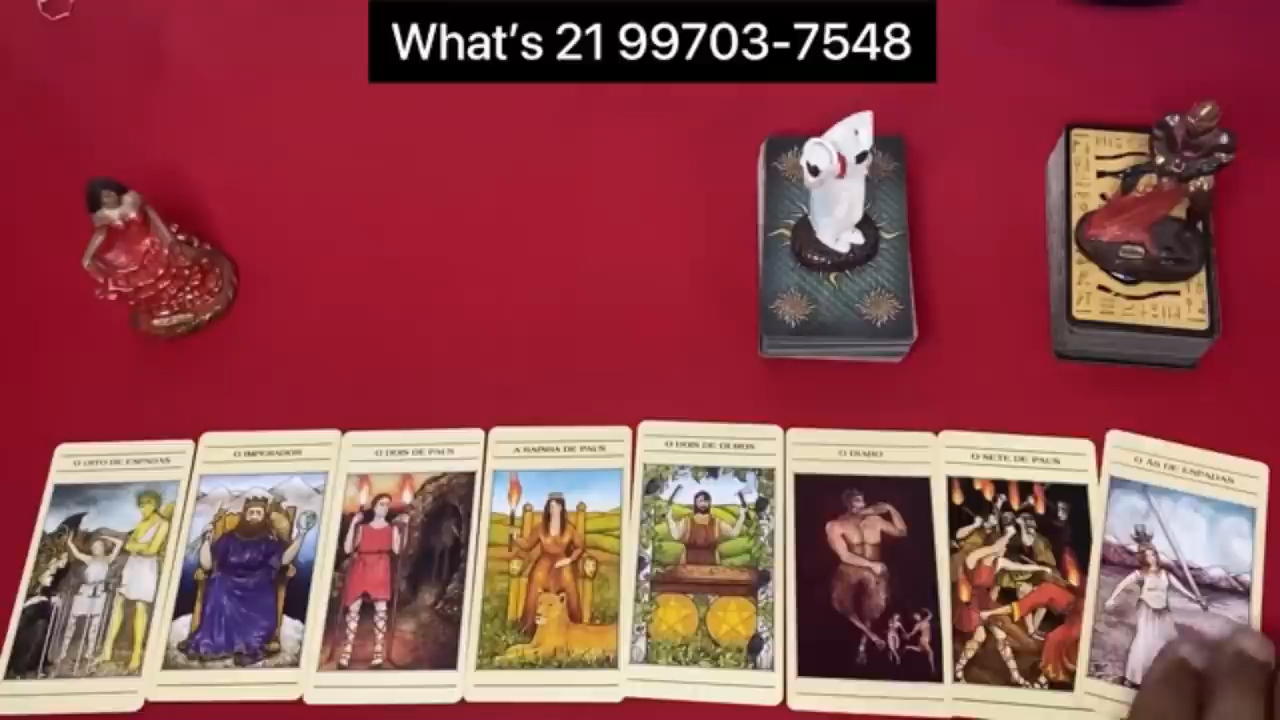 What's 21 99703-7548
O OITO DE ESPADAS
O IMPERADOR
O DOIS DE PAUS
A RAINHA DE PAUS
O DOIS DE OUROS
O DIABO
O SETE DE PAUS
O ÀS DE ESPADAS